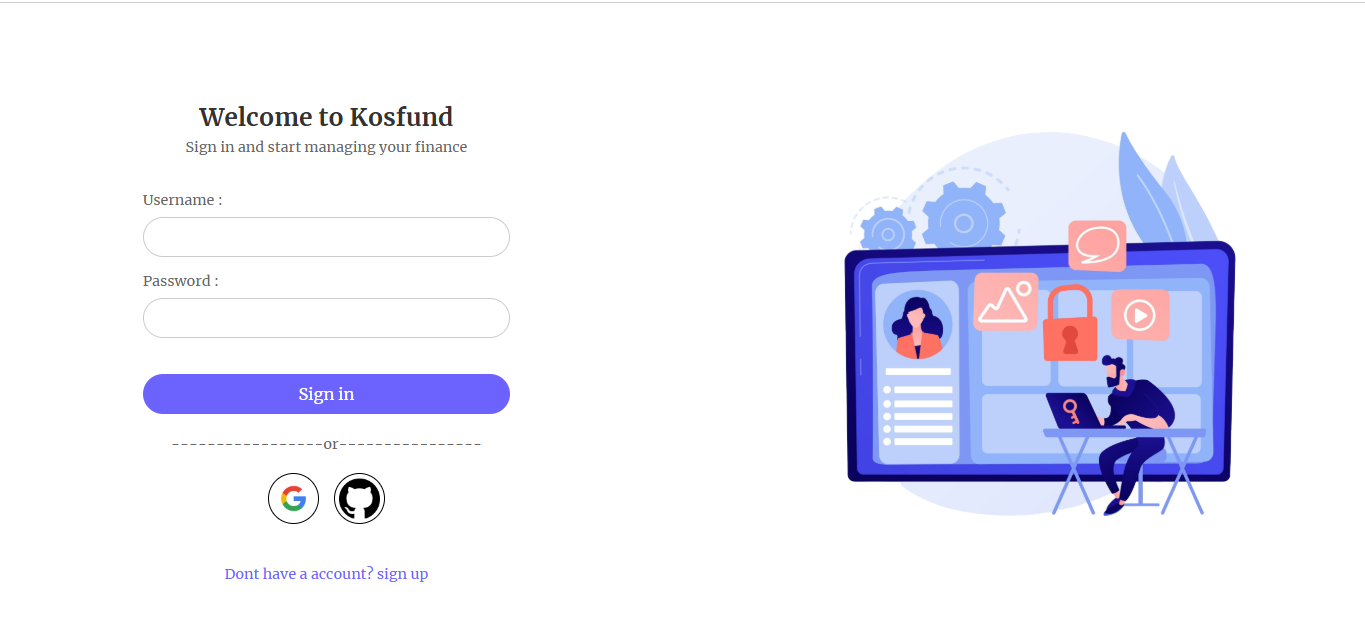 Welcome to Kosfund
Sign in and start managing your finance
Username :
Password :
Sign in
-----------------or----------------
Dont have a account? sign up